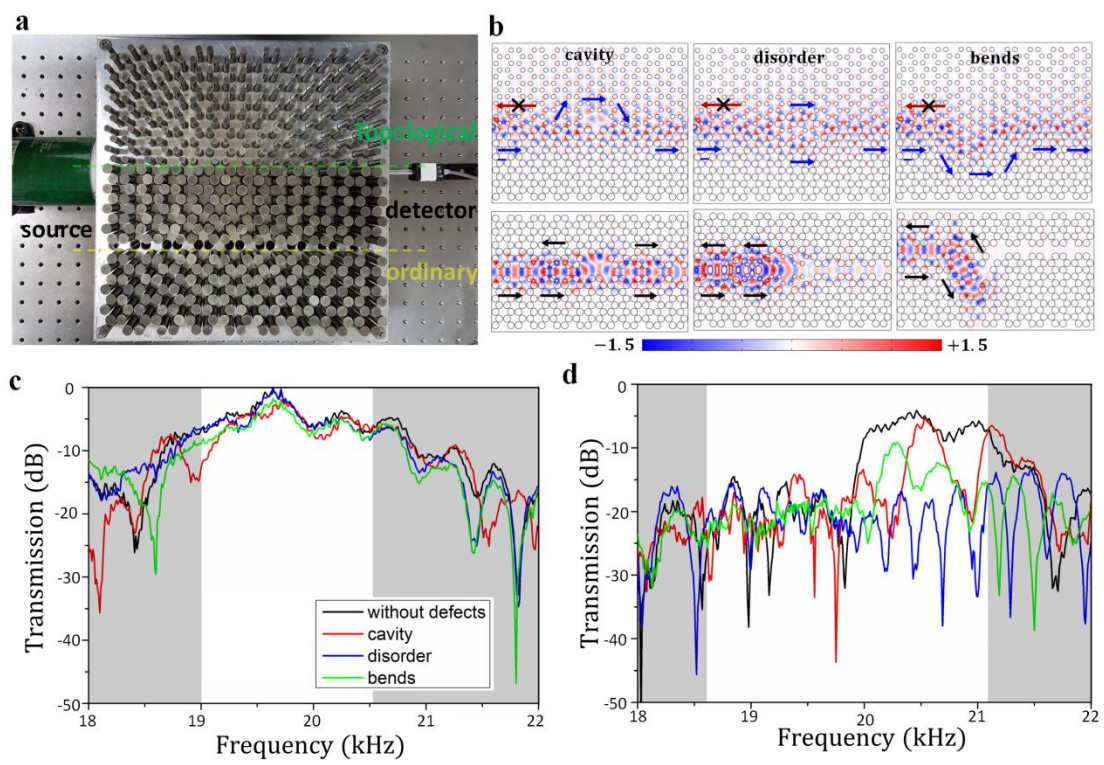 a
Topological
source
detector
ordinary
b
cavity
disorder
bends
−1.5
+1.5
c
Transmission (dB)
0
-10
-20
-30
-40
-50
without defects
cavity
disorder
bends
18
19
20
21
22
Frequency (kHz)
d
Transmission (dB)
0
-10
-20
-30
-40
-50
18
19
20
21
22
Frequency (kHz)